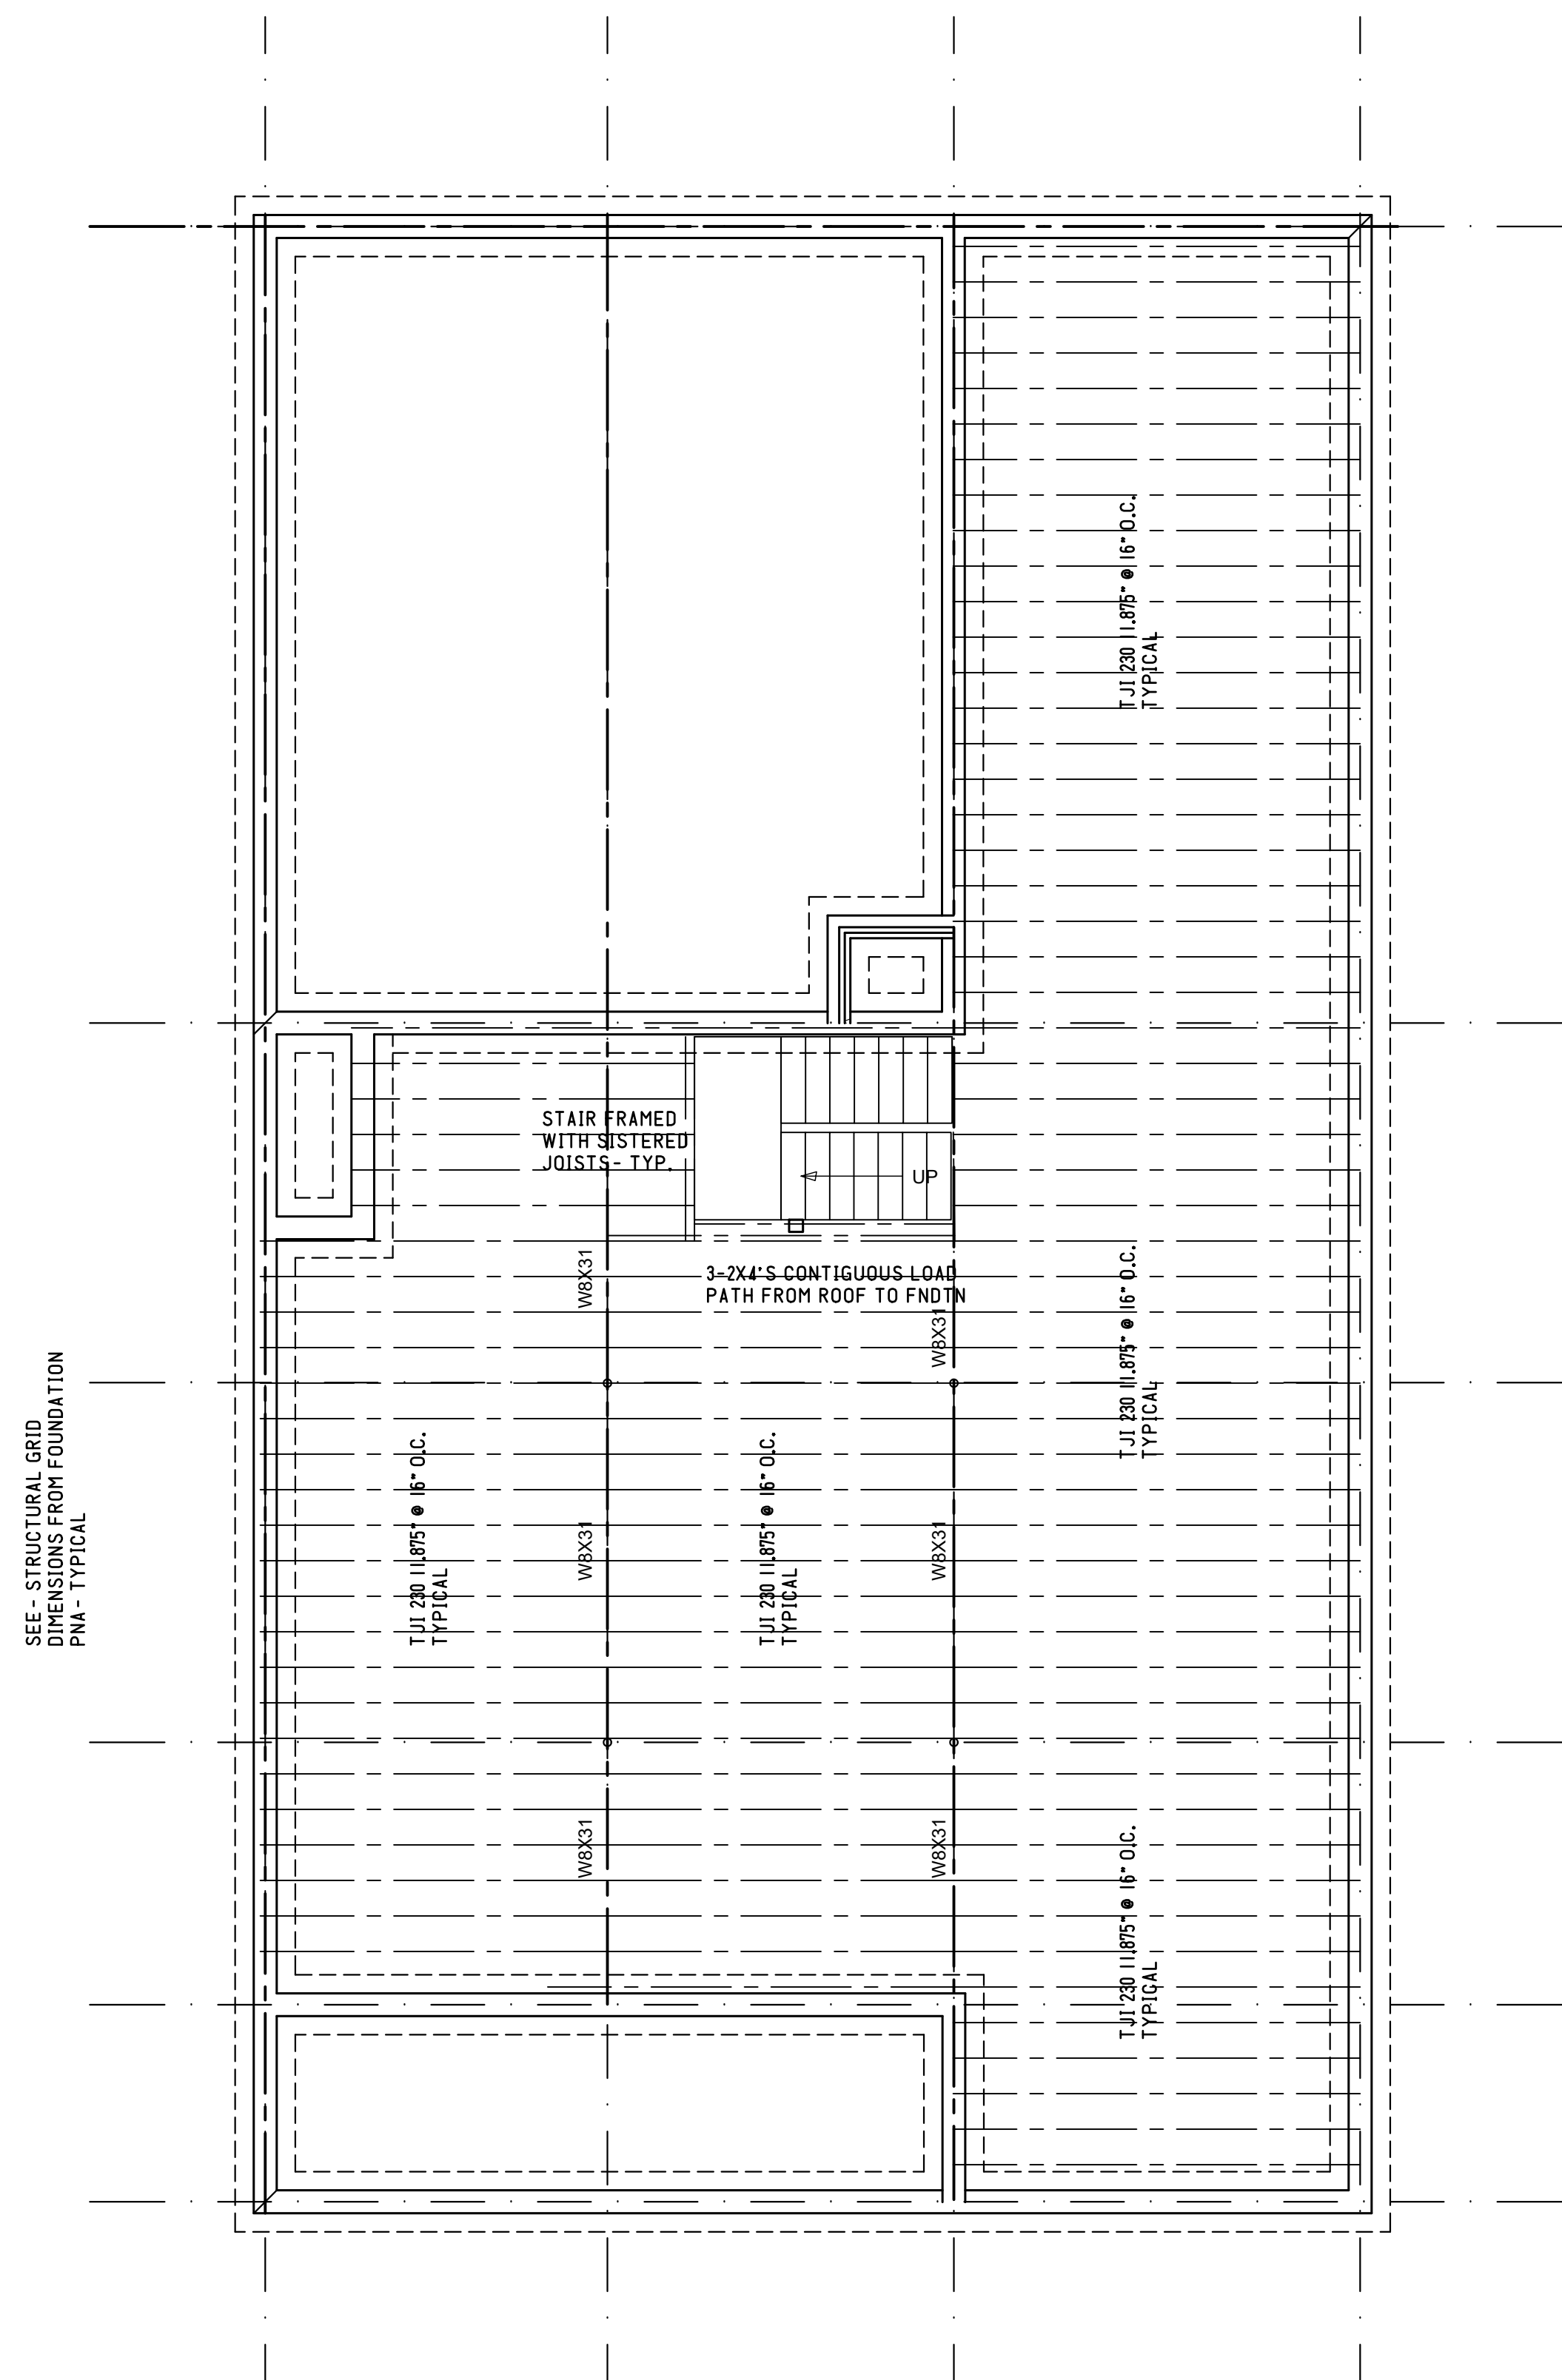 TJI 230 11.875" @ 16" O.C.
TYPICAL
STAIR FRAMED
WITH SISTERED
JOISTS- TYP.
UP
W8X31
3-2X4'S CONTIGUOUS LOAD
PATH FROM ROOF TO FNDTN
W8X31
TJI 230 11.875" @ 16" O.C.
TYPICAL
SEE- STRUCTURAL GRID
DIMENSIONS FROM FOUNDATION
PNA- TYPICAL
TJI 230 11.875" @ 16" O.C.
TYPICAL
W8X31
TJI 230 11.875" @ 16" O.C.
TYPICAL
W8X31
W8X31
W8X31
TJI 230 11.875" @ 16" O.C.
TYPICAL